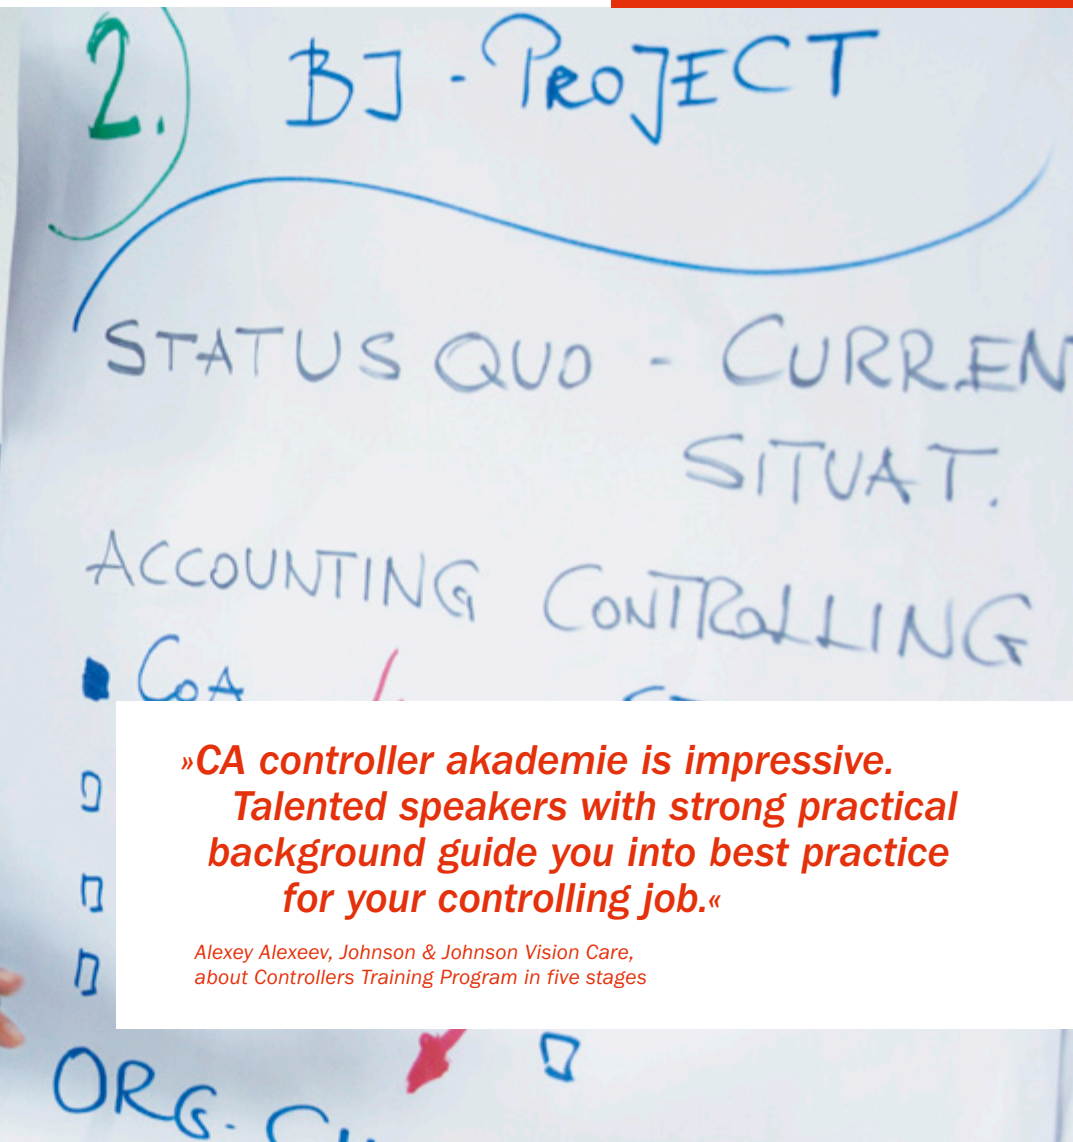 2. BJ - PROJECT
STATUS QUO - CURREN
SITUAT.
ACCOUNTING CONTROLLING
COA
»CA controller akademie is impressive.
Talented speakers with strong practical
background guide you into best practice
for your controlling job.«
Alexey Alexeev, Johnson & Johnson Vision Care,
about Controllers Training Program in five stages
ORG.